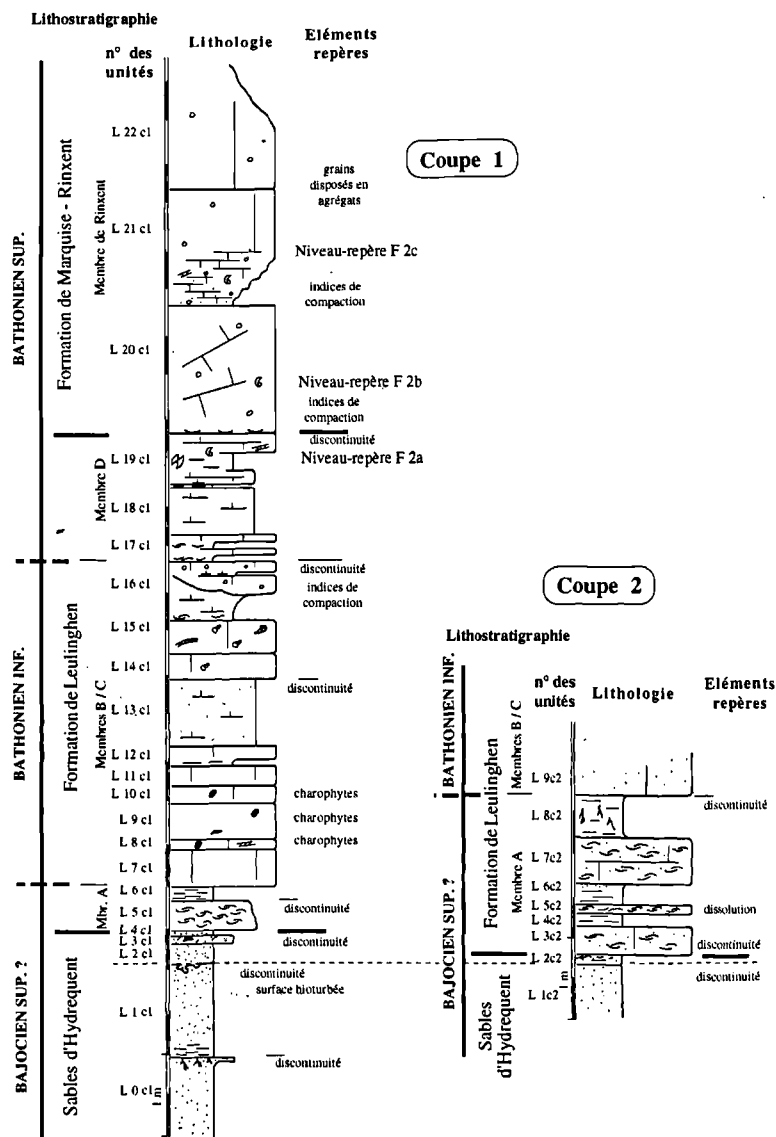 Lithostratigraphie
n° des
unités
Lithologie
Eléments
repères
BATHONIEN SUP.
BATHONIEN INF.
BAJOCIEN SUP. ?
Formation de Marquise - Rinxent
Membre de Rinxent
Formation de Leulinghen
Membre D
Membres B / C
Mbr. A
Sables d'Hydrequent
L 22 c1
L 21 c1
L 20 c1
L 19 c1
L 18 c1
L 17 c1
L 16 c1
L 15 c1
L 14 c1
L 13 c1
L 12 c1
L 11 c1
L 10 c1
L 9 c1
L 8 c1
L 7 c1
L 6 c1
L 5 c1
L 4 c1
L 3 c1
L 2 c1
L 1 c1
L 0 c1
1 m
grains
disposés en
agrégats
Niveau-repère F 2c
indices de
compaction
Niveau-repère F 2b
indices de
compaction
discontinuité
Niveau-repère F 2a
discontinuité
indices de
compaction
discontinuité
charophytes
charophytes
charophytes
discontinuité
discontinuité
discontinuité
surface bioturbée
discontinuité
Coupe 1
Coupe 2
Lithostratigraphie
n° des
unités
Lithologie
Eléments
repères
BATHONIEN INF.
BAJOCIEN SUP. ?
Formation de Leulinghen
Membres B / C
Membre A
Sables
d'Hydrequent
L 9c2
L 8c2
L 7c2
L 6c2
L 5c2
L 4c2
L 3c2
L 2c2
L 1c2
1 m
discontinuité
dissolution
discontinuité
discontinuité